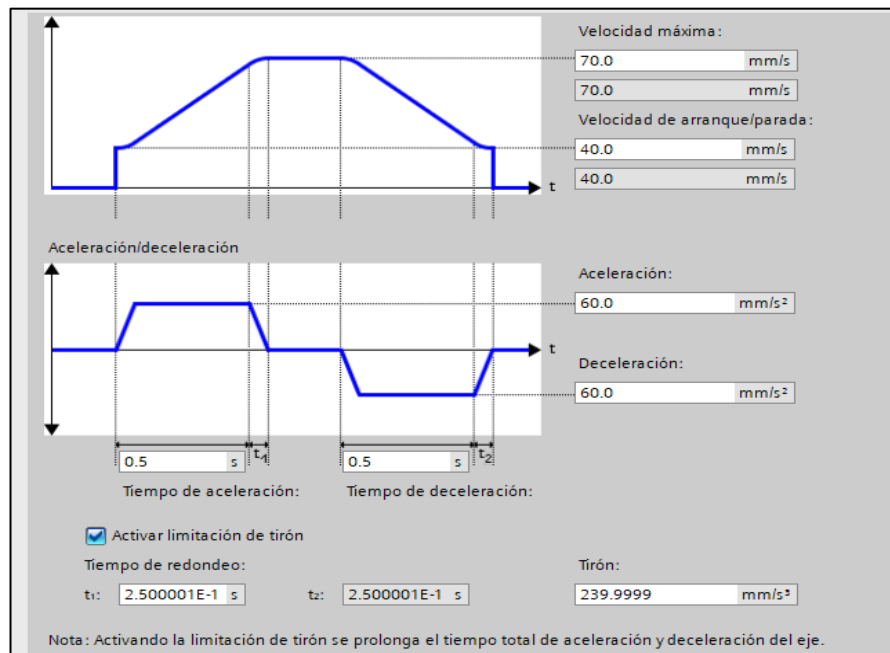 Velocidad máxima:
70.0 mm/s
70.0 mm/s
Velocidad de arranque/parada:
40.0 mm/s
40.0 mm/s
t
Aceleración/deceleración
Aceleración:
60.0 mm/s²
t
Deceleración:
60.0 mm/s²
0.5 s t1 0.5 s t2
Tiempo de aceleración: Tiempo de deceleración:
Activar limitación de tirón
Tiempo de redondeo: Tirón:
t₁: 2.500001E-1 s t₂: 2.500001E-1 s 239.9999 mm/s³
Nota: Activando la limitación de tirón se prolonga el tiempo total de aceleración y deceleración del eje.